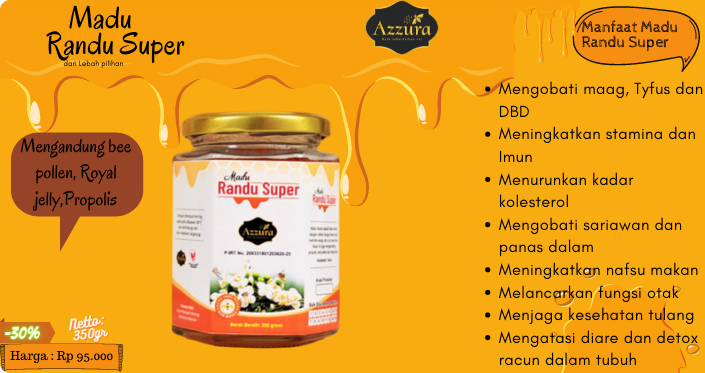 Madu
Randu Super
dari Lebah pilihan
Azzura
Manfaat Madu
Randu Super
Mengandung bee
pollen, Royal
jelly,Propolis
Madu
Randu Super
Azzura
Madu
Randu Super
• Mengobati maag, Tyfus dan
DBD
• Meningkatkan stamina dan
Imun
• Menurunkan kadar
kolesterol
• Mengobati sariawan dan
panas dalam
• Meningkatkan nafsu makan
• Melancarkan fungsi otak
• Menjaga kesehatan tulang
• Mengatasi diare dan detox
racun dalam tubuh
-30%
Netto:
350gr
Harga : Rp 95.000